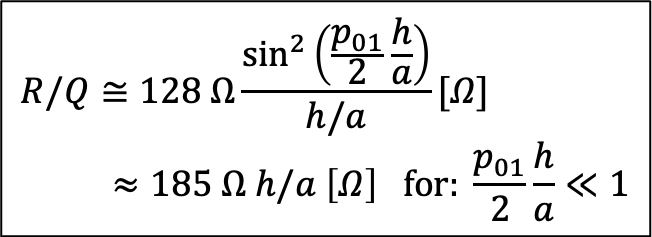 R/Q ≅ 128 Ω sin² (p₀₁/2 h/a) / h/a [Ω]
≈ 185 Ω h/a [Ω] for: p₀₁/2 h/a ≪ 1